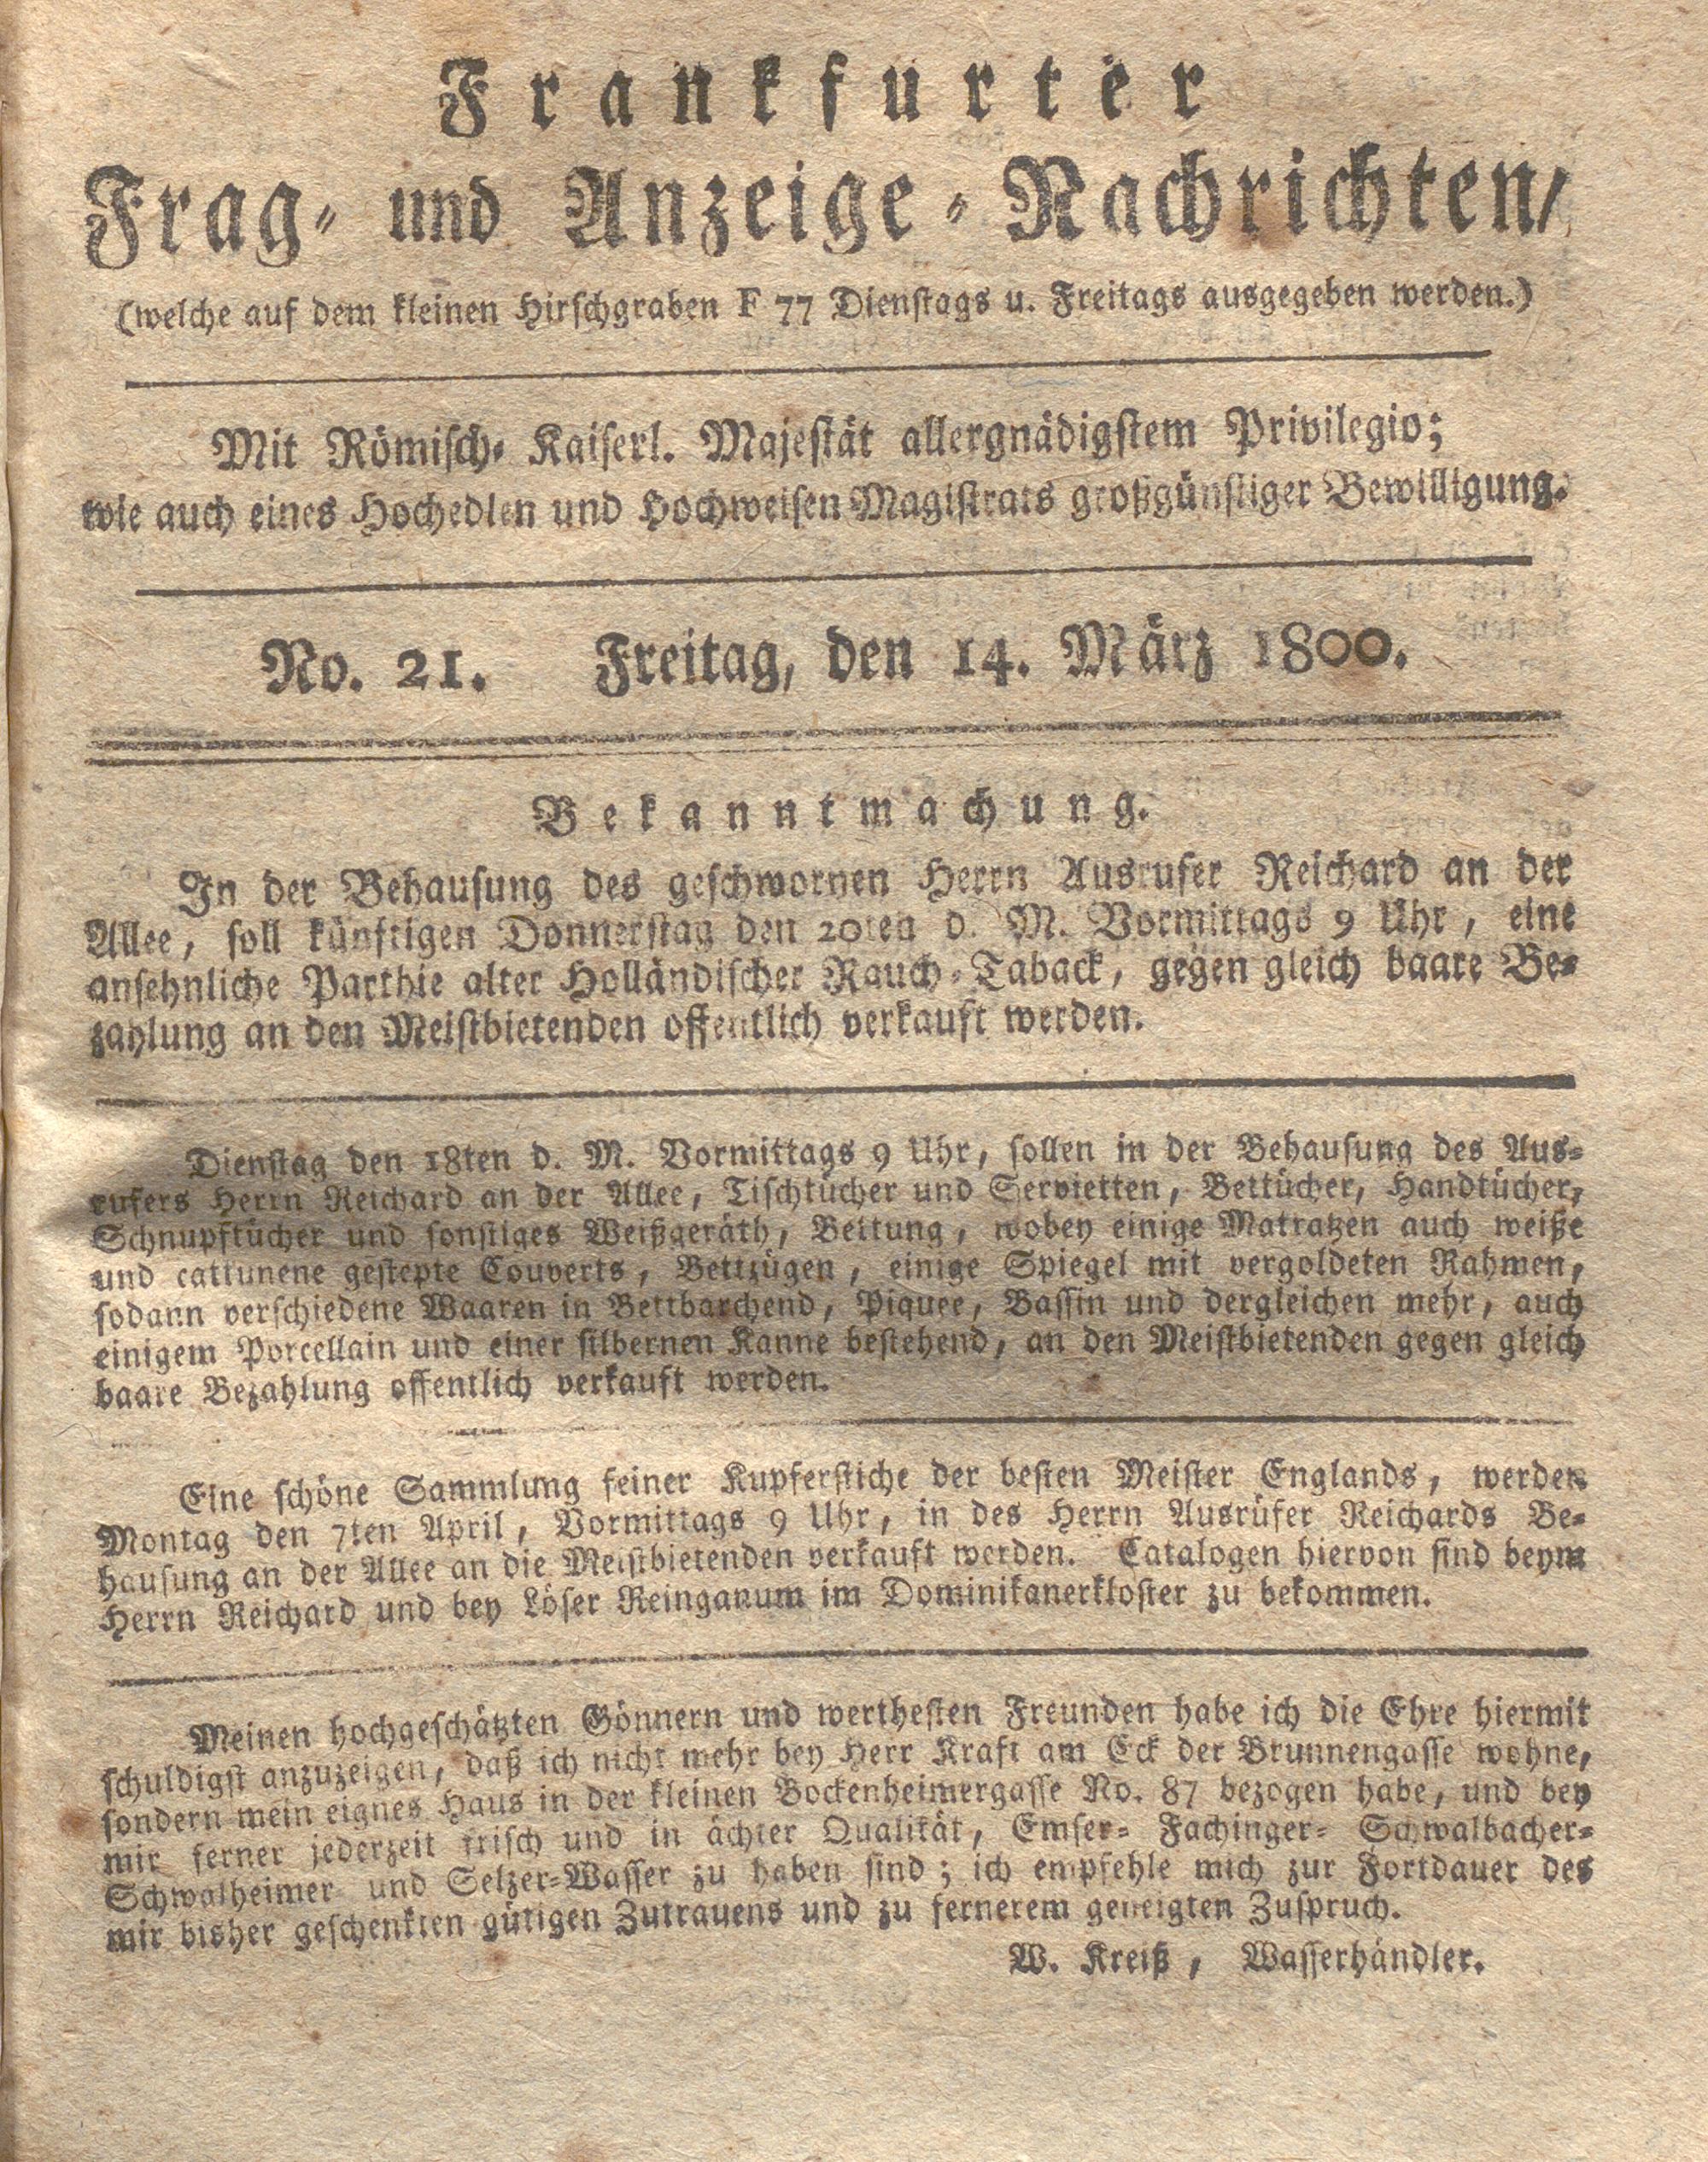 Frankfurter
Frag- und Anzeige-Nachrichten/
(welche auf dem kleinen Hirschgraben F 77 Dienstags u. Freitags ausgegeben werden.)
Mit Römisch-Kaiserl. Majestät allergnädigstem Privilegio;
wie auch eines Hochedlen und Hochweisen Magistrats großgünstiger Bewilligung.
No. 21. Freitag, den 14. März 1800.
Bekanntmachung.
In der Behausung des geschwornen Herrn Ausrufer Reichard an der
Allee, soll künftigen Donnerstag den 20ten d. M. Vormittags 9 Uhr, eine
ansehnliche Parthie alter Holländischer Rauch-Taback, gegen gleich baare Be-
zahlung an den Meistbietenden offentlich verkauft werden.
Dienstag den 18ten d. M. Vormittags 9 Uhr, sollen in der Behausung des Aus-
rufers Herrn Reichard an der Allee, Tischtücher und Servietten, Bettücher, Handtücher,
Schnupftücher und sonstiges Weißgeräth, Bettung, wobey einige Matratzen auch weiße
und cattunene gestepte Couverts, Bettzügen, einige Spiegel mit vergoldeten Rahmen,
sodann verschiedene Waaren in Bettbarchend, Piquee, Bassin und dergleichen mehr, auch
einigem Porcellain und einer silbernen Kanne bestehend, an den Meistbietenden gegen gleich
baare Bezahlung offentlich verkauft werden.
Eine schöne Sammlung feiner Kupferstiche der besten Meister Englands, werden
Montag den 7ten April, Vormittags 9 Uhr, in des Herrn Ausrüfer Reichards Be-
hausung an der Allee an die Meistbietenden verkauft werden. Catalogen hiervon sind beym
Herrn Reichard und bey Löser Reinganum im Dominikanerkloster zu bekommen.
Meinen hochgeschätzten Gönnern und werthesten Freunden habe ich die Ehre hiermit
schuldigst anzuzeigen, daß ich nicht mehr bey Herr Kraft am Eck der Brunnengasse wohne,
sondern mein eignes Haus in der kleinen Bockenheimergasse No. 87 bezogen habe, und bey
mir ferner jederzeit frisch und in ächter Qualität, Emser- Fachinger- Schwalbacher-
Schwalheimer und Selzer-Wasser zu haben sind; ich empfehle mich zur Fortdauer des
mir bisher geschenkten gütigen Zutrauens und zu fernerem geneigten Zuspruch.
W. Kreiß, Wasserhändler.